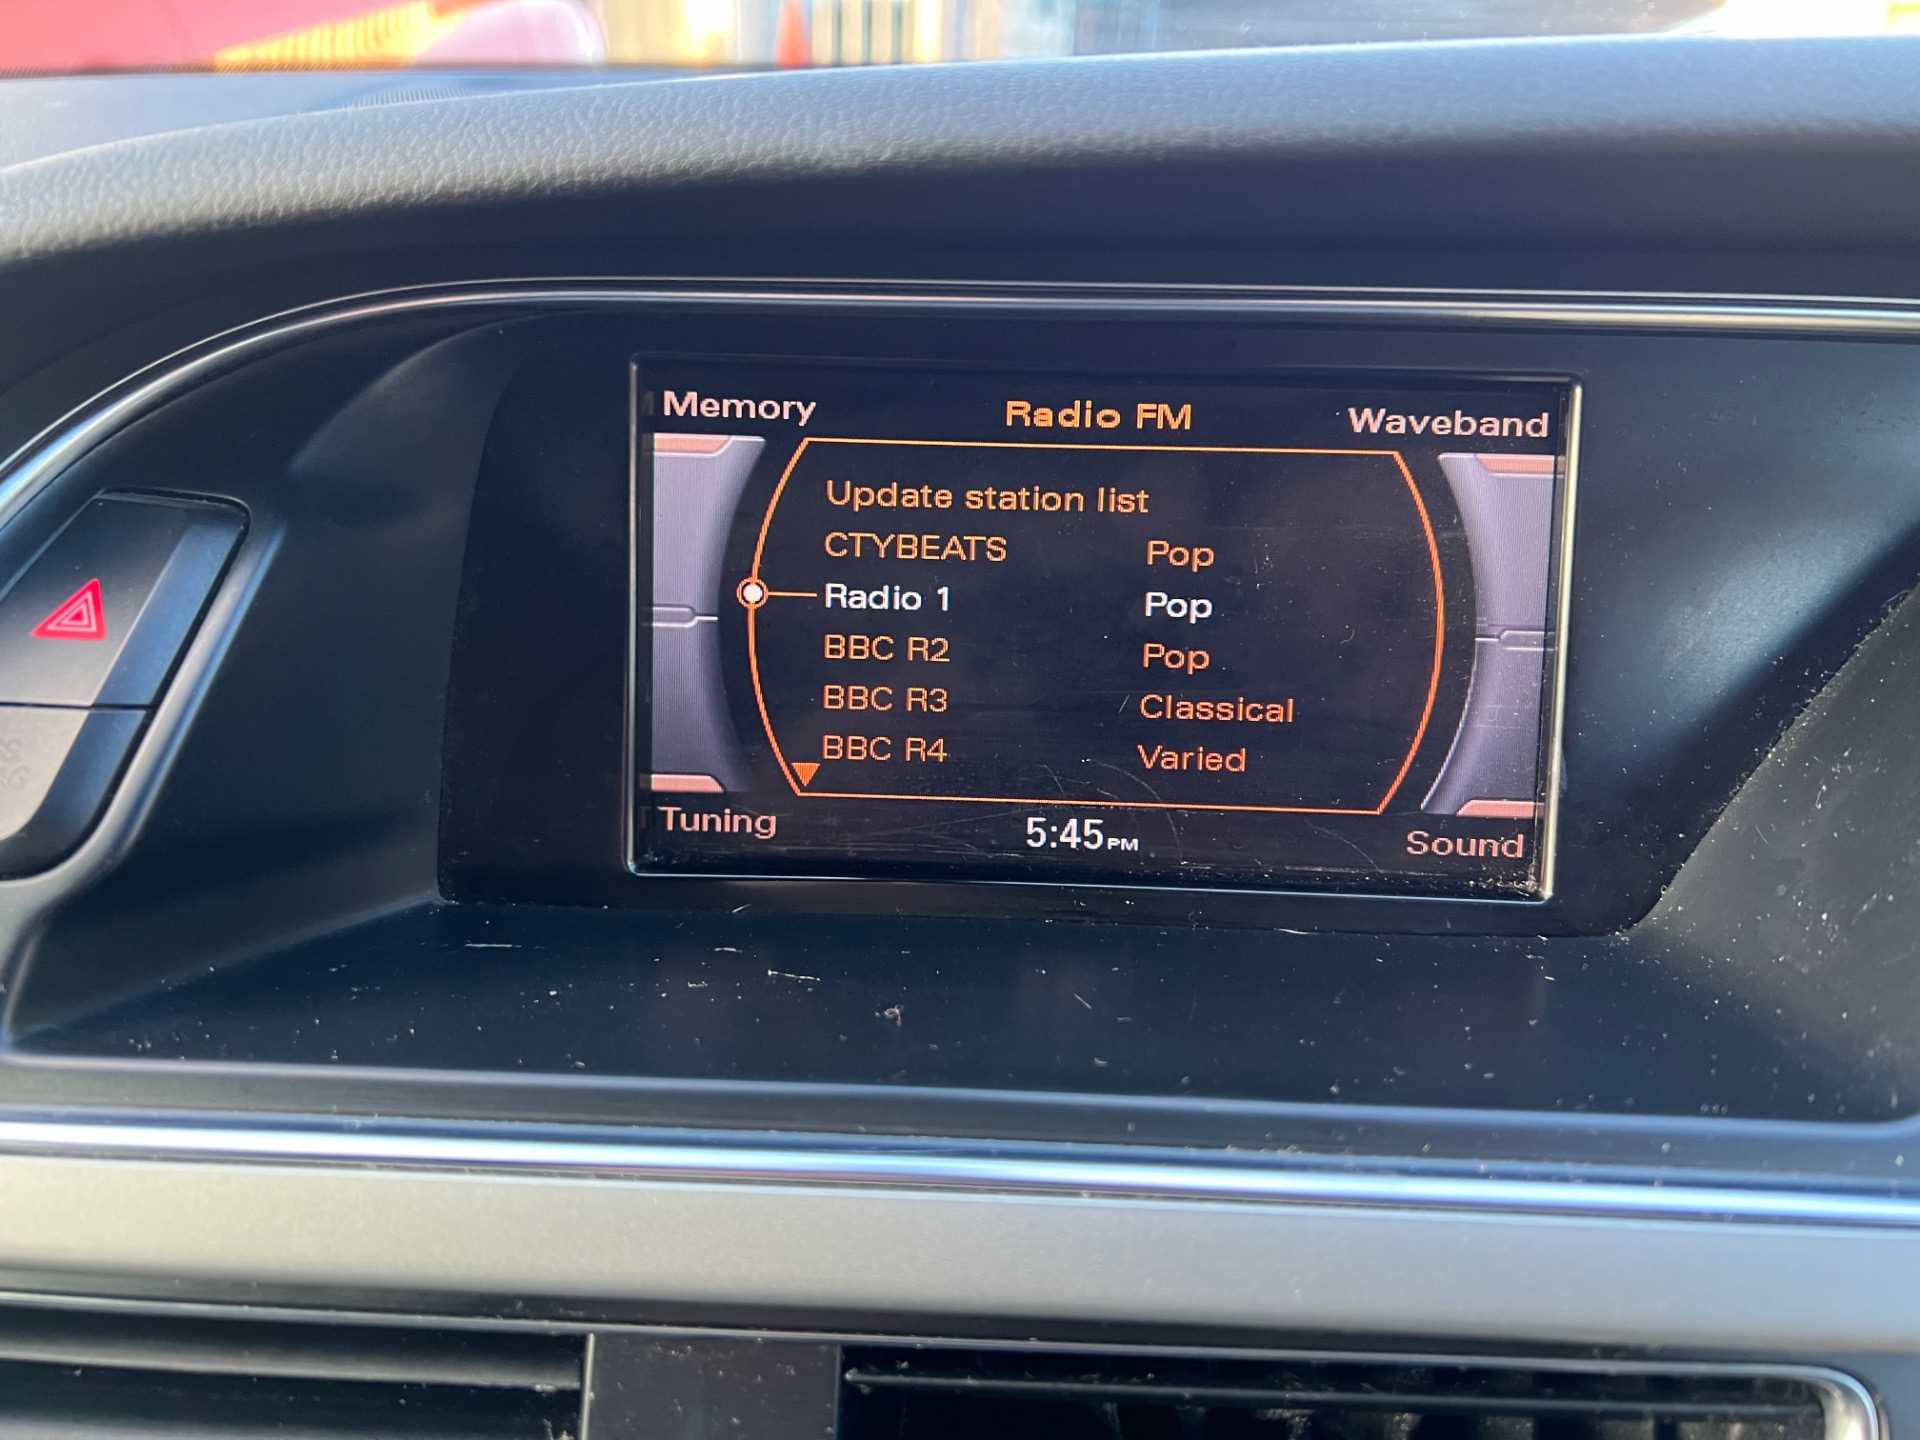 Memory Radio FM Waveband
Update station list
CTYBEATS Pop
Radio 1 Pop
BBC R2 Pop
BBC R3 Classical
BBC R4 Varied
Tuning 5:45PM Sound